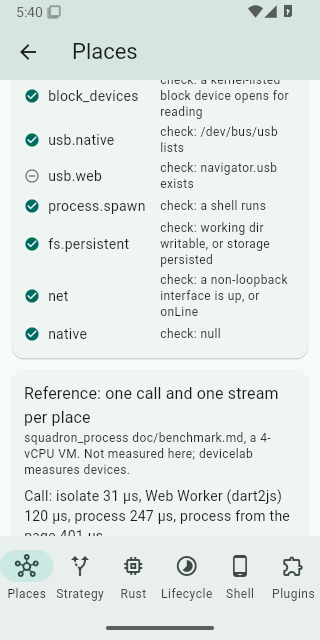 5:40
Places
check: a kernel-listed
block_devices
block device opens for
reading
usb.native
check: /dev/bus/usb
lists
usb.web
check: navigator.usb
exists
process.spawn
check: a shell runs
fs.persistent
check: working dir
writable, or storage
persisted
net
check: a non-loopback
interface is up, or
onLine
native
check: null
Reference: one call and one stream
per place
squadron_process doc/benchmark.md, a 4-
vCPU VM. Not measured here; devicelab
measures devices.
Call: isolate 31 µs, Web Worker (dart2js)
120 µs, process 247 µs, process from the
page 401 µs
Places Strategy Rust Lifecycle Shell Plugins